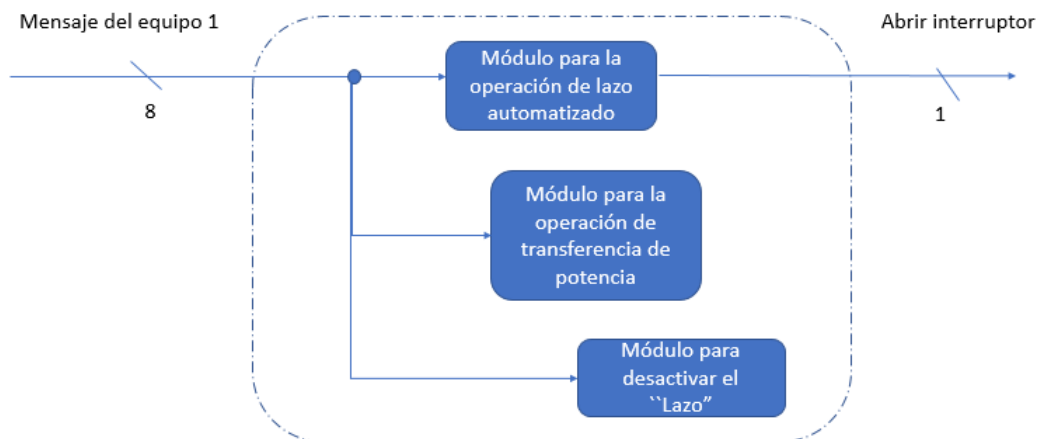 Mensaje del equipo 1
Abrir interruptor
8
1
Módulo para la
operación de lazo
automatizado
Módulo para la
operación de
transferencia de
potencia
Módulo para
desactivar el
``Lazo”